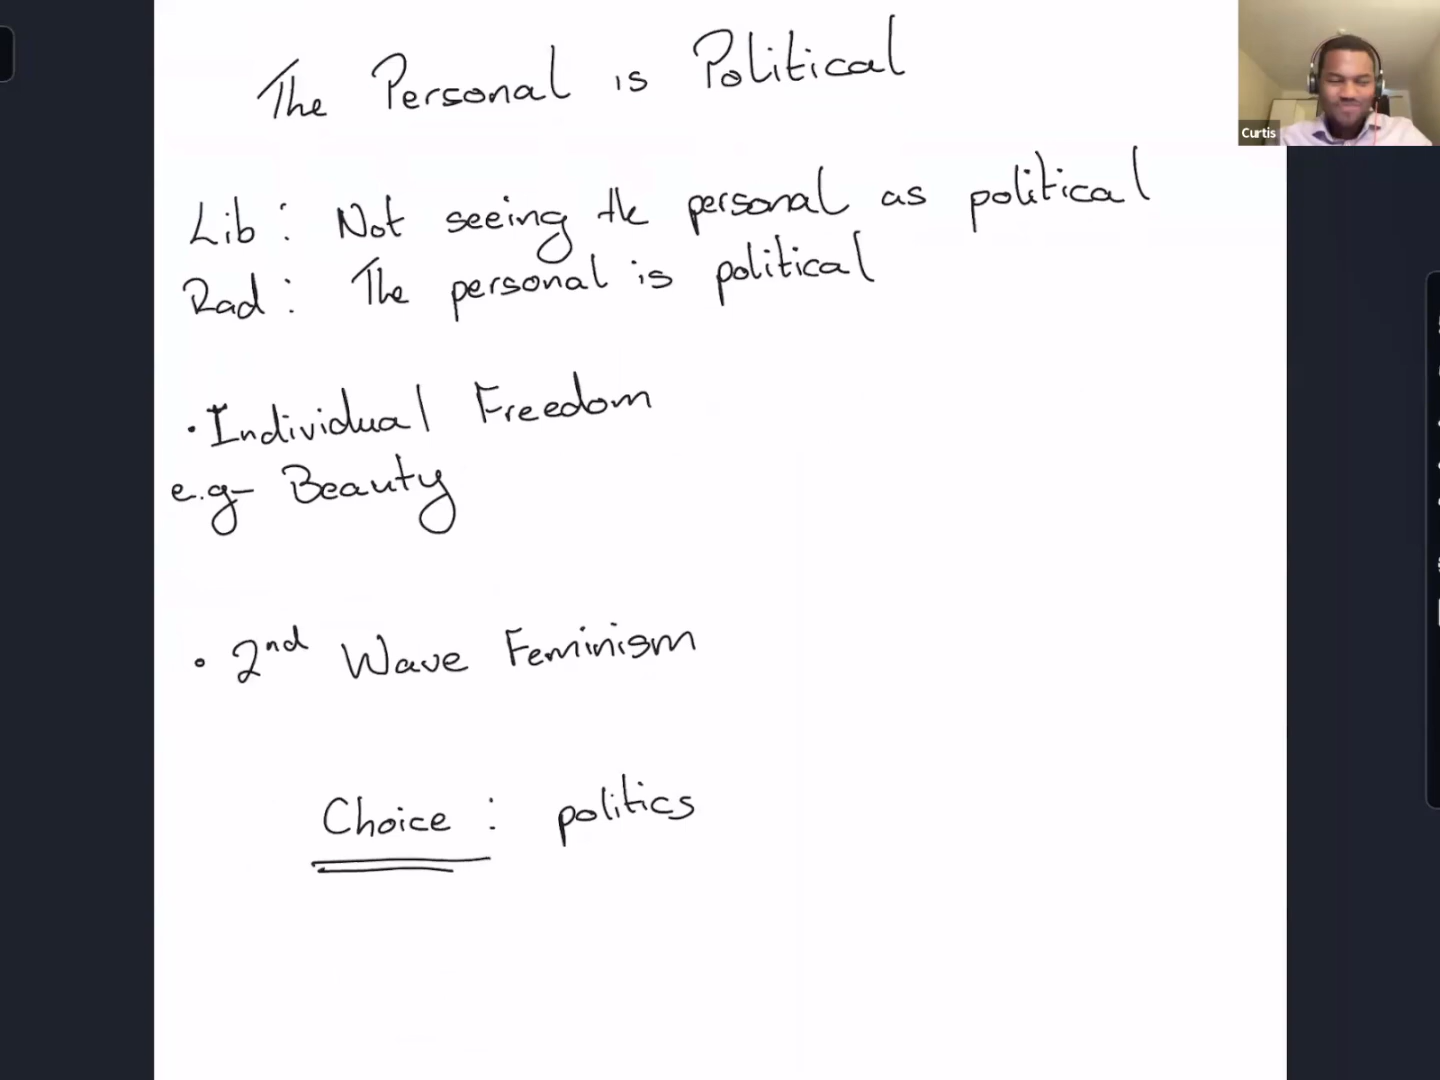 The Personal is Political
Curtis
Lib: Not seeing the personal as political
Rad: The personal is political
• Individual Freedom
e.g- Beauty
• 2nd Wave Feminism
Choice: politics